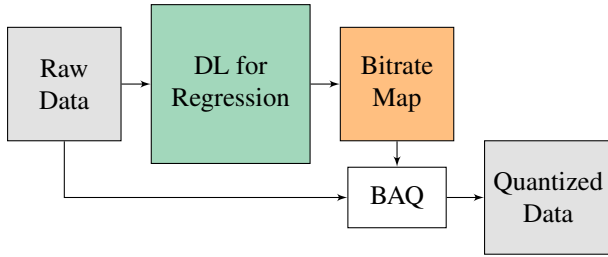 Raw
Data
DL for
Regression
Bitrate
Map
BAQ
Quantized
Data